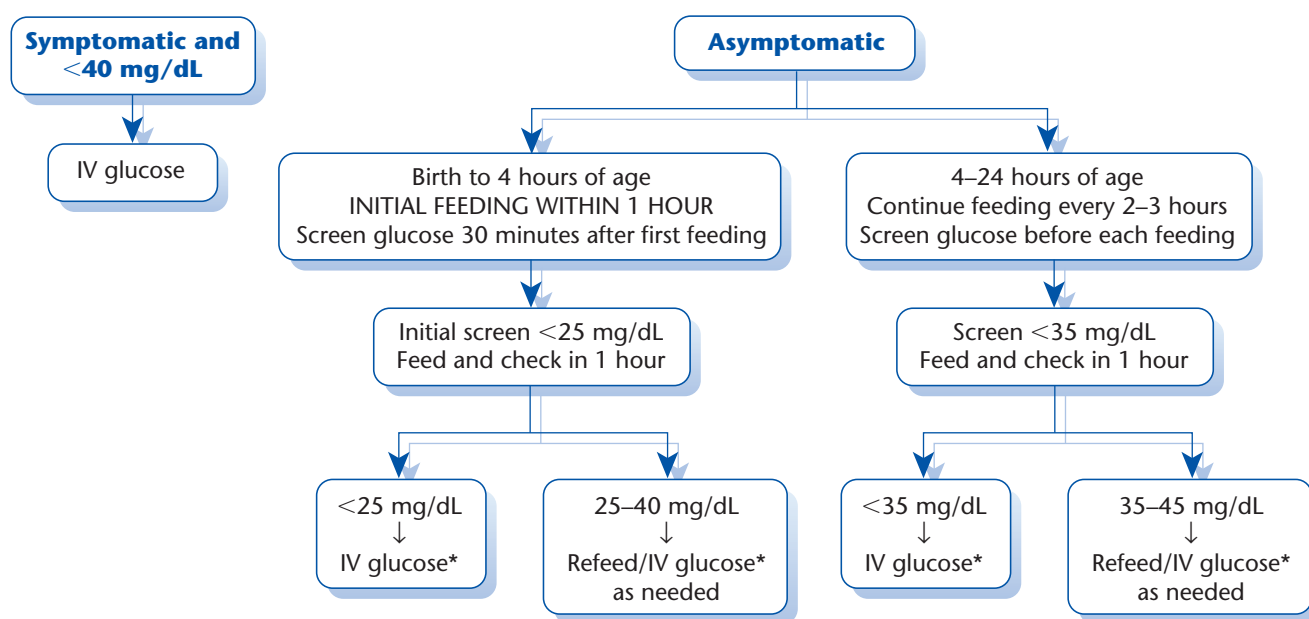 Symptomatic and
<40 mg/dL
IV glucose
Asymptomatic
Birth to 4 hours of age
INITIAL FEEDING WITHIN 1 HOUR
Screen glucose 30 minutes after first feeding
Initial screen <25 mg/dL
Feed and check in 1 hour
<25 mg/dL
↓
IV glucose*
25–40 mg/dL
↓
Refeed/IV glucose*
as needed
4–24 hours of age
Continue feeding every 2–3 hours
Screen glucose before each feeding
Screen <35 mg/dL
Feed and check in 1 hour
<35 mg/dL
↓
IV glucose*
35–45 mg/dL
↓
Refeed/IV glucose*
as needed